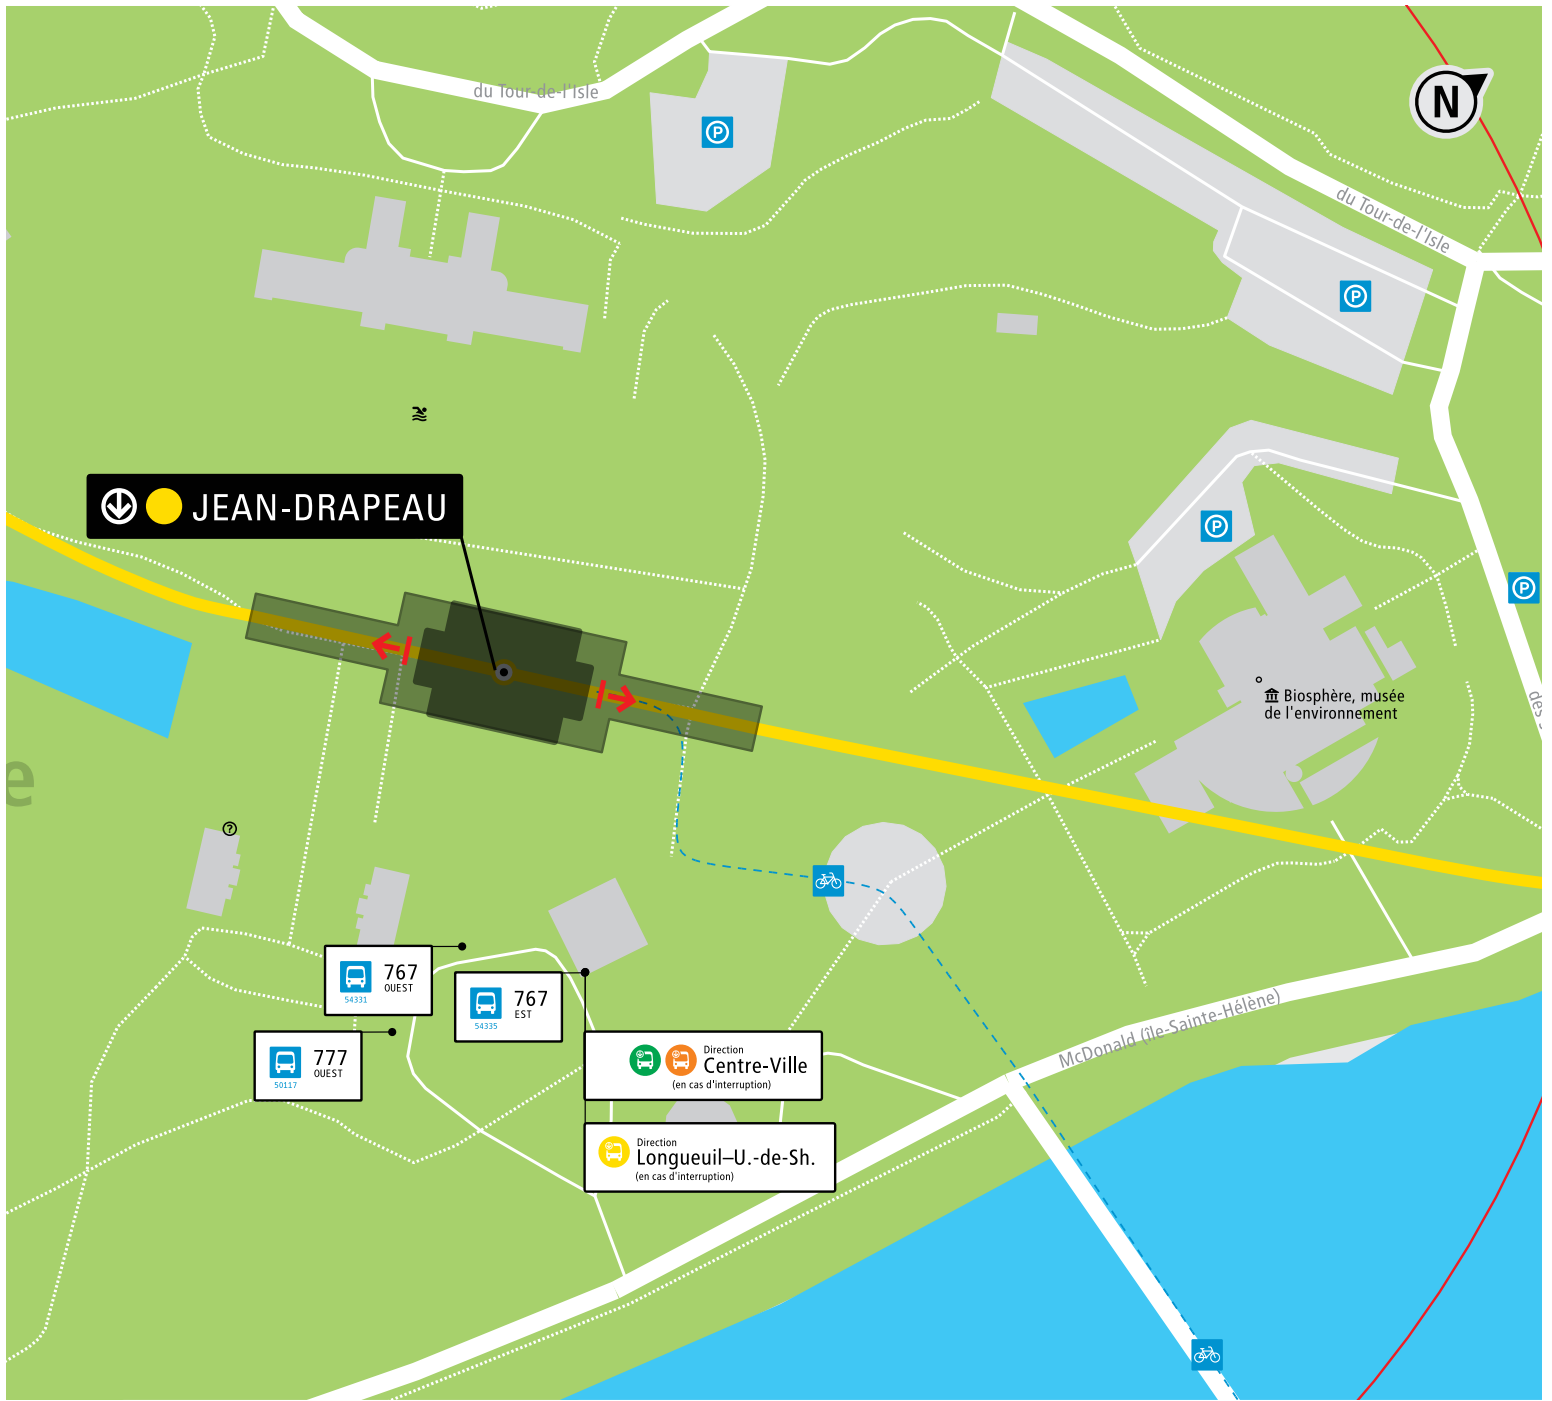 du Tour-de-l'Isle
P
N
du Tour-de-l'Isle
P
JEAN-DRAPEAU
P
P
Biosphère, musée
de l'environnement
e
?
767
OUEST
54331
767
EST
54335
McDonald (île-Sainte-Hélène)
777
OUEST
50117
Direction
Centre-Ville
(en cas d'interruption)
Direction
Longueuil–U.-de-Sh.
(en cas d'interruption)